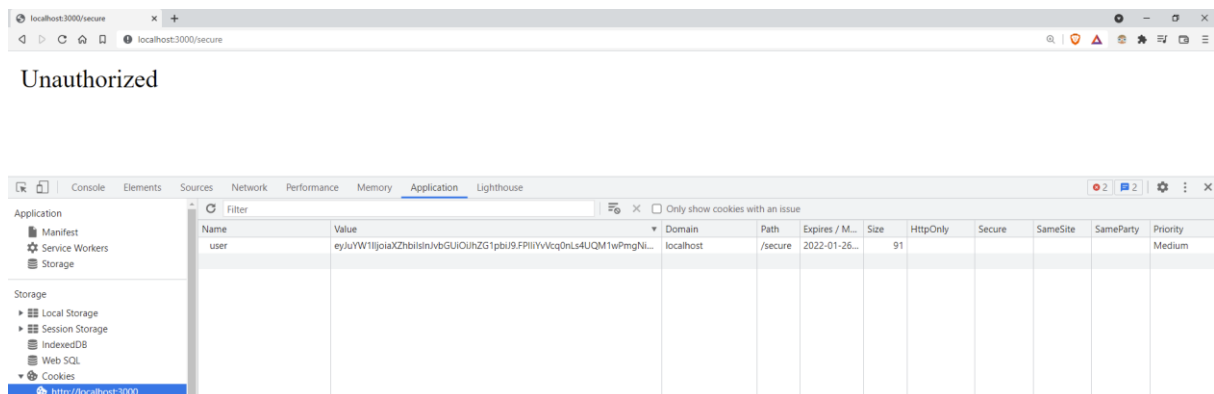 localhost:3000/secure
localhost:3000/secure
Unauthorized
Console Elements Sources Network Performance Memory Application Lighthouse 2 2
Application
Manifest
Service Workers
Storage
Storage
Local Storage
Session Storage
IndexedDB
Web SQL
Cookies
http://localhost:3000
Filter Only show cookies with an issue
Name Value Domain Path Expires / M... Size HttpOnly Secure SameSite SameParty Priority
user localhost /secure 2022-01-26... 91 Medium